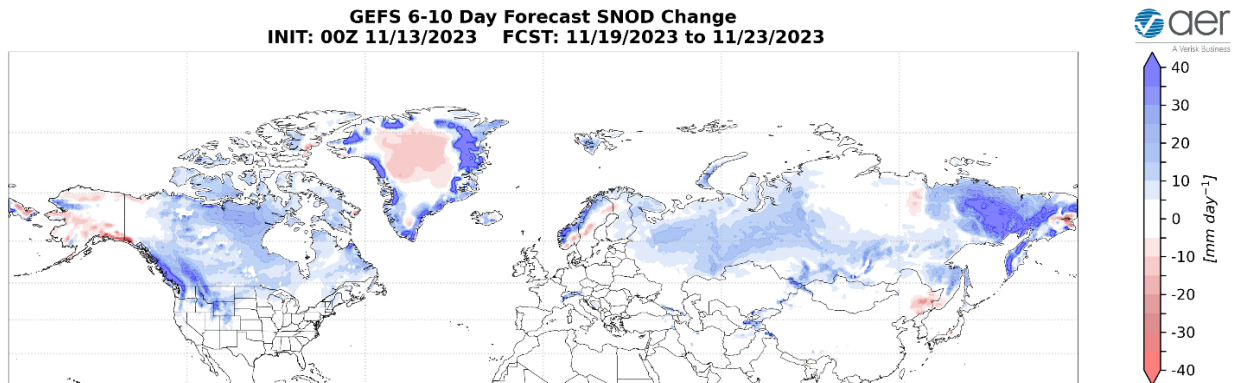 GEFS 6-10 Day Forecast SNOD Change
INIT: 00Z 11/13/2023 FCST: 11/19/2023 to 11/23/2023
aer
A Verisk Business
40
30
20
10
0
-10
-20
-30
-40
[mm day⁻¹]